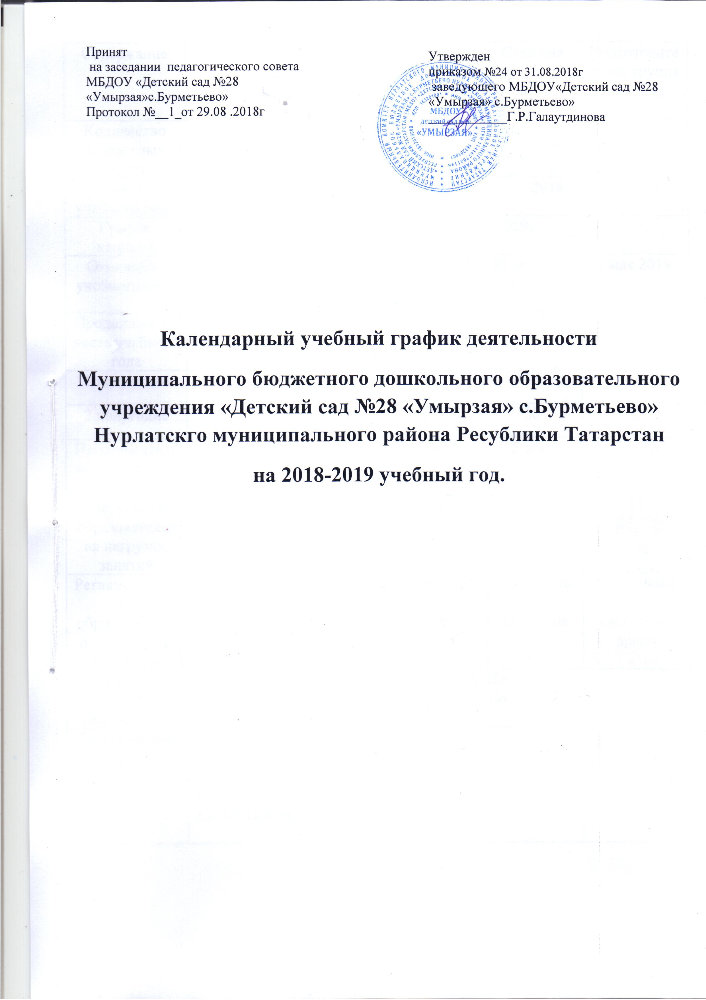 Принят
на заседании педагогического совета
МБДОУ «Детский сад №28
«Умырзая»с.Бурметьево»
Протокол №__1_от 29.08 .2018г
Утвержден
приказом №24 от 31.08.2018г
заведующего МБДОУ«Детский сад №28
«Умырзая» с.Бурметьево»
____________Г.Р.Галаутдинова
МБДОУ
ДЕТСКИЙ САД №28
«УМЫРЗАЯ»
Календарный учебный график деятельности
Муниципального бюджетного дошкольного образовательного
учреждения «Детский сад №28 «Умырзая» с.Бурметьево»
Нурлатскго муниципального района Ресублики Татарстан
на 2018-2019 учебный год.